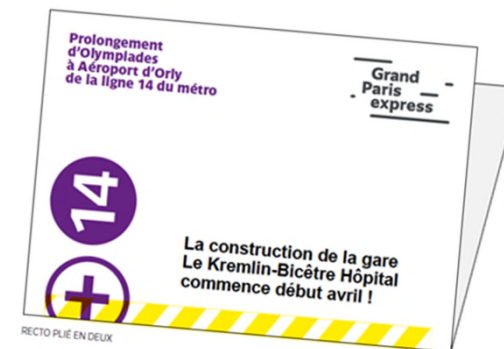 Prolongement
d'Olympiades
à Aéroport d'Orly
de la ligne 14 du métro
Grand
Paris
express
14
+
La construction de la gare
Le Kremlin-Bicêtre Hôpital
commence début avril !
RECTO PLIÉ EN DEUX